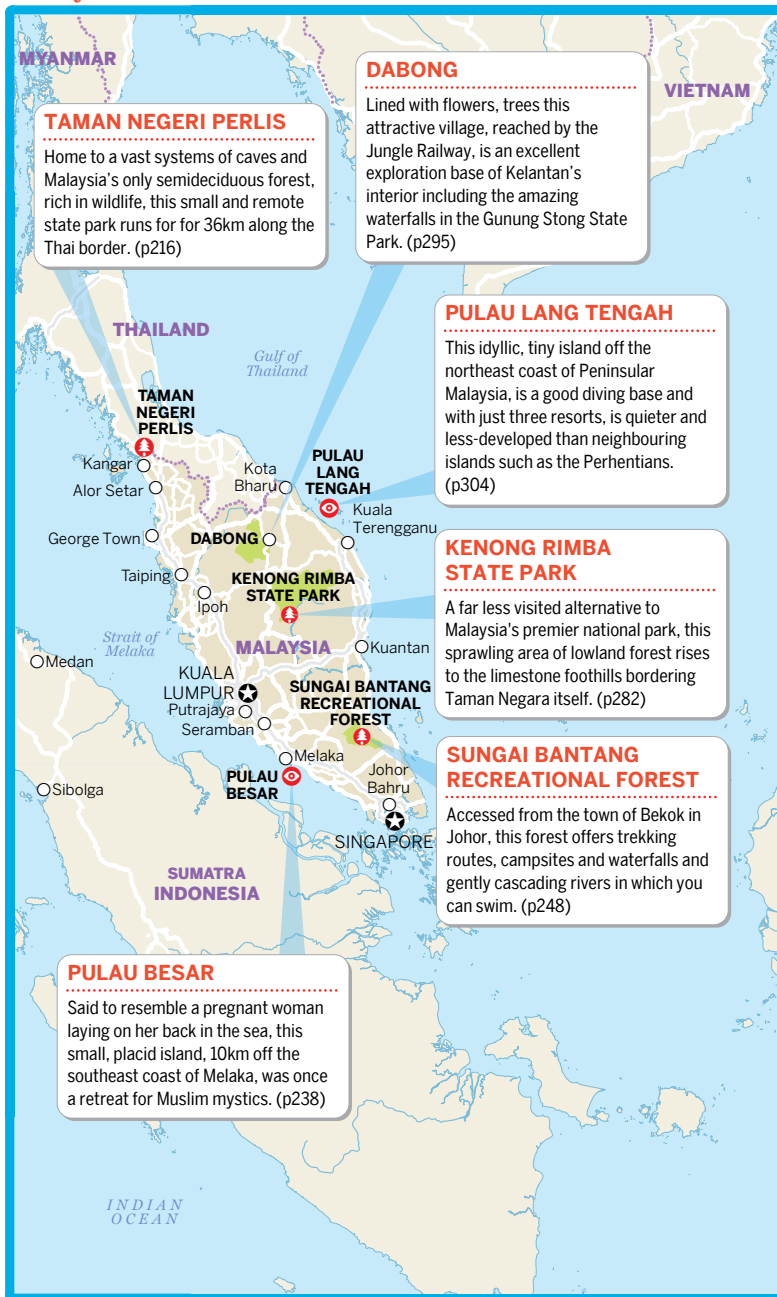 MYANMAR
VIETNAM
DABONG
Lined with flowers, trees this
attractive village, reached by the
Jungle Railway, is an excellent
exploration base of Kelantan's
interior including the amazing
waterfalls in the Gunung Stong State
Park. (p295)
TAMAN NEGERI PERLIS
Home to a vast systems of caves and
Malaysia's only semideciduous forest,
rich in wildlife, this small and remote
state park runs for for 36km along the
Thai border. (p216)
PULAU LANG TENGAH
This idyllic, tiny island off the
northeast coast of Peninsular
Malaysia, is a good diving base and
with just three resorts, is quieter and
less-developed than neighbouring
islands such as the Perhentians.
(p304)
THAILAND
Gulf of
Thailand
TAMAN
NEGERI
PERLIS
Kangar
Alor Setar
Kota
Bharu
PULAU
LANG
TENGAH
Kuala
Terengganu
George Town
DABONG
Taiping
Ipoh
KENONG RIMBA
STATE PARK
KENONG RIMBA
STATE PARK
A far less visited alternative to
Malaysia's premier national park, this
sprawling area of lowland forest rises
to the limestone foothills bordering
Taman Negara itself. (p282)
Strait of
Melaka
MALAYSIA
Kuantan
Medan
KUALA
LUMPUR
Putrajaya
Seramban
SUNGAI BANTANG
RECREATIONAL
FOREST
Melaka
PULAU
BESAR
Johor
Bahru
SINGAPORE
Sibolga
SUMATRA
INDONESIA
SUNGAI BANTANG
RECREATIONAL FOREST
Accessed from the town of Bekok in
Johor, this forest offers trekking
routes, campsites and waterfalls and
gently cascading rivers in which you
can swim. (p248)
PULAU BESAR
Said to resemble a pregnant woman
laying on her back in the sea, this
small, placid island, 10km off the
southeast coast of Melaka, was once
a retreat for Muslim mystics. (p238)
INDIAN
OCEAN